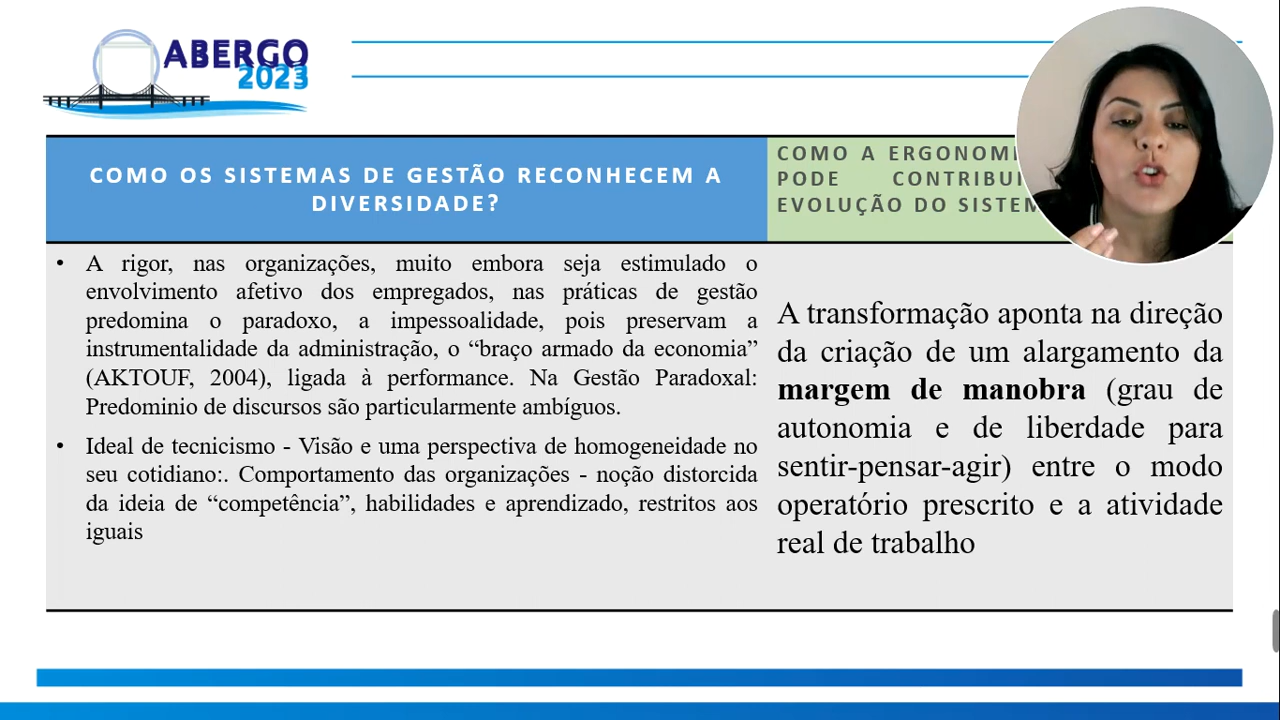 ABERGO
2023
COMO OS SISTEMAS DE GESTÃO RECONHECEM A
DIVERSIDADE?
COMO A
PODE
EVOLUÇÃO DO
• A rigor, nas organizações, muito embora seja estimulado o
envolvimento afetivo dos empregados, nas práticas de gestão
predomina o paradoxo, a impessoalidade, pois preservam a
instrumentalidade da administração, o “braço armado da economia”
(AKTOUF, 2004), ligada à performance. Na Gestão Paradoxal:
Predominio de discursos são particularmente ambíguos.
• Ideal de tecnicismo - Visão e uma perspectiva de homogeneidade no
seu cotidiano:. Comportamento das organizações - noção distorcida
da ideia de “competência”, habilidades e aprendizado, restritos aos
iguais
A transformação aponta na direção
da criação de um alargamento da
margem de manobra (grau de
autonomia e de liberdade para
sentir-pensar-agir) entre o modo
operatório prescrito e a atividade
real de trabalho